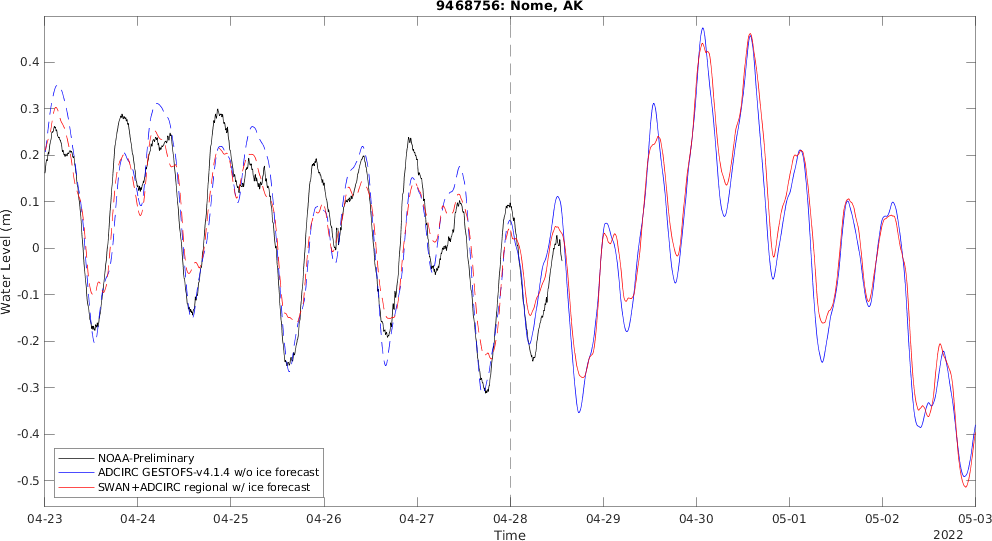 9468756: Nome, AK
Water Level (m)
0.4
0.3
0.2
0.1
0
-0.1
-0.2
-0.3
-0.4
-0.5
NOAA-Preliminary
ADCIRC GESTOFS-v4.1.4 w/o ice forecast
SWAN+ADCIRC regional w/ ice forecast
04-23 04-24 04-25 04-26 04-27 04-28 04-29 04-30 05-01 05-02 05-03
Time
2022